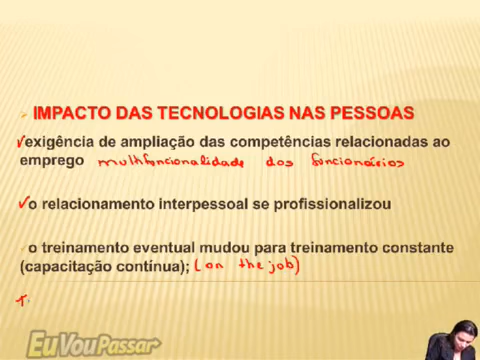 IMPACTO DAS TECNOLOGIAS NAS PESSOAS
exigência de ampliação das competências relacionadas ao
emprego multifuncionalidade dos funcionários
o relacionamento interpessoal se profissionalizou
o treinamento eventual mudou para treinamento constante
(capacitação contínua); (on the job)
EuVouPassar